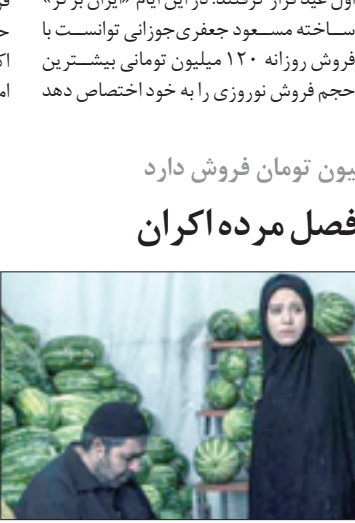 ساخته مسعود جعفری‌جوزانی توانست با
فروش روزانه ۱۲۰ میلیون تومانی بیشترین
حجم فروش نوروزی را به خود اختصاص دهد
تومان فروش دارد
فصل مرده اکران